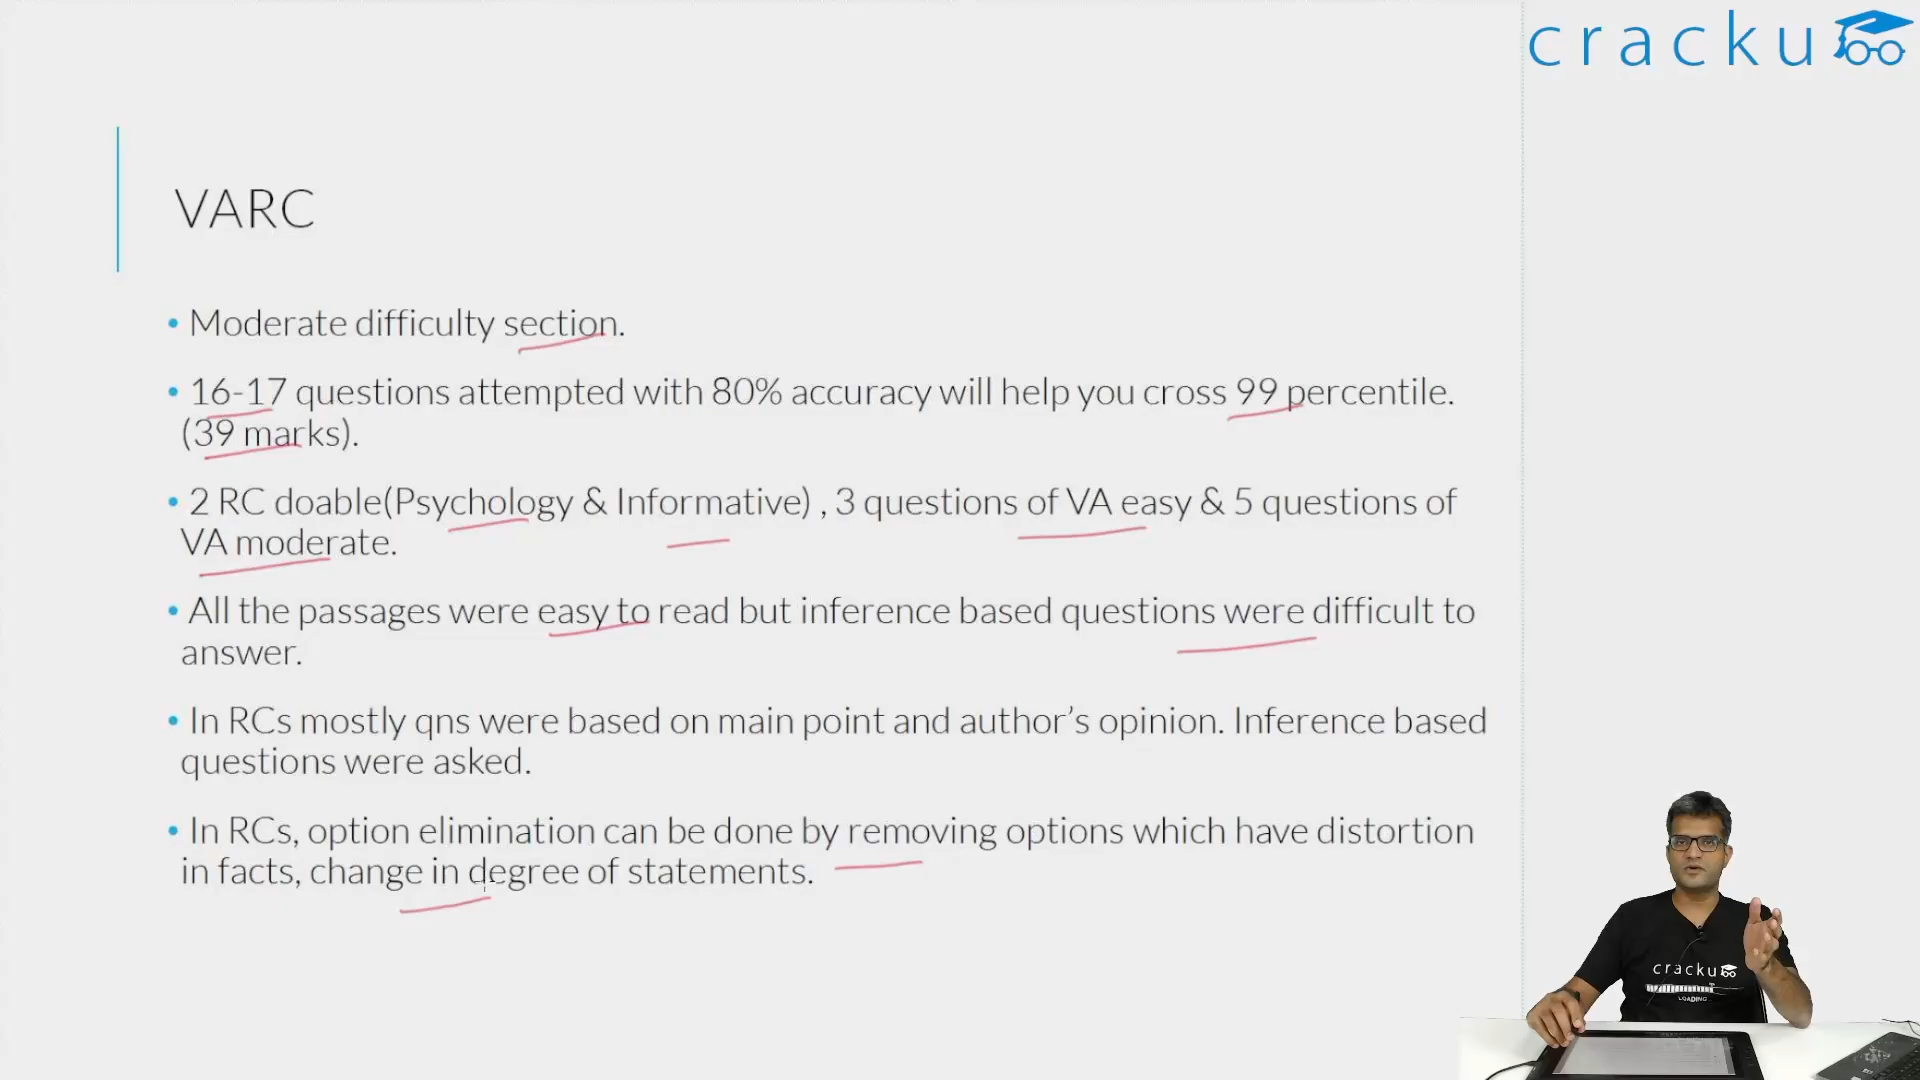 cracku
VARC
• Moderate difficulty section.
• 16-17 questions attempted with 80% accuracy will help you cross 99 percentile.
(39 marks).
• 2 RC doable(Psychology & Informative) , 3 questions of VA easy & 5 questions of
VA moderate.
• All the passages were easy to read but inference based questions were difficult to
answer.
• In RCs mostly qns were based on main point and author’s opinion. Inference based
questions were asked.
• In RCs, option elimination can be done by removing options which have distortion
in facts, change in degree of statements.
cracku
LOADING